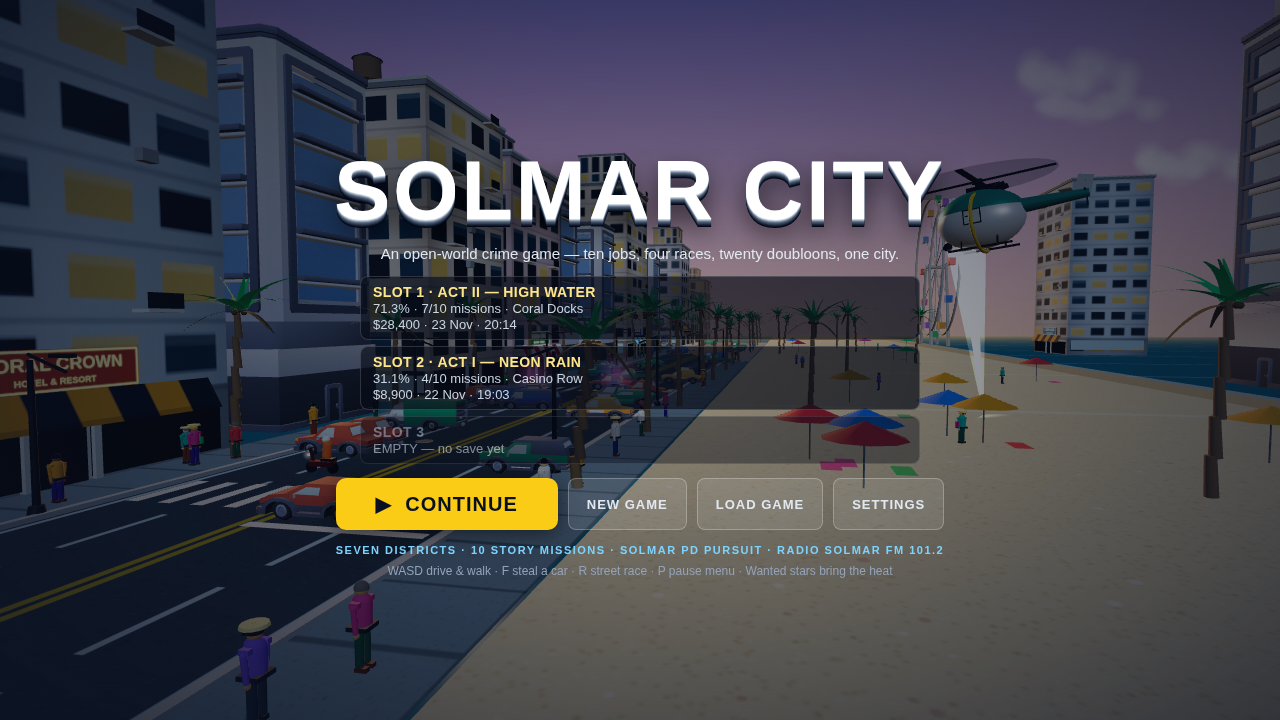 SOLMAR CITY
An open-world crime game — ten jobs, four races, twenty doubloons, one city.
SLOT 1 · ACT II — HIGH WATER
71.3% · 7/10 missions · Coral Docks
$28,400 · 23 Nov · 20:14
SLOT 2 · ACT I — NEON RAIN
31.1% · 4/10 missions · Casino Row
$8,900 · 22 Nov · 19:03
SLOT 3
EMPTY — no save yet
ORAL CROWN
HOTEL & RESORT
▶ CONTINUE
NEW GAME
LOAD GAME
SETTINGS
SEVEN DISTRICTS · 10 STORY MISSIONS · SOLMAR PD PURSUIT · RADIO SOLMAR FM 101.2
WASD drive & walk · F steal a car · R street race · P pause menu · Wanted stars bring the heat